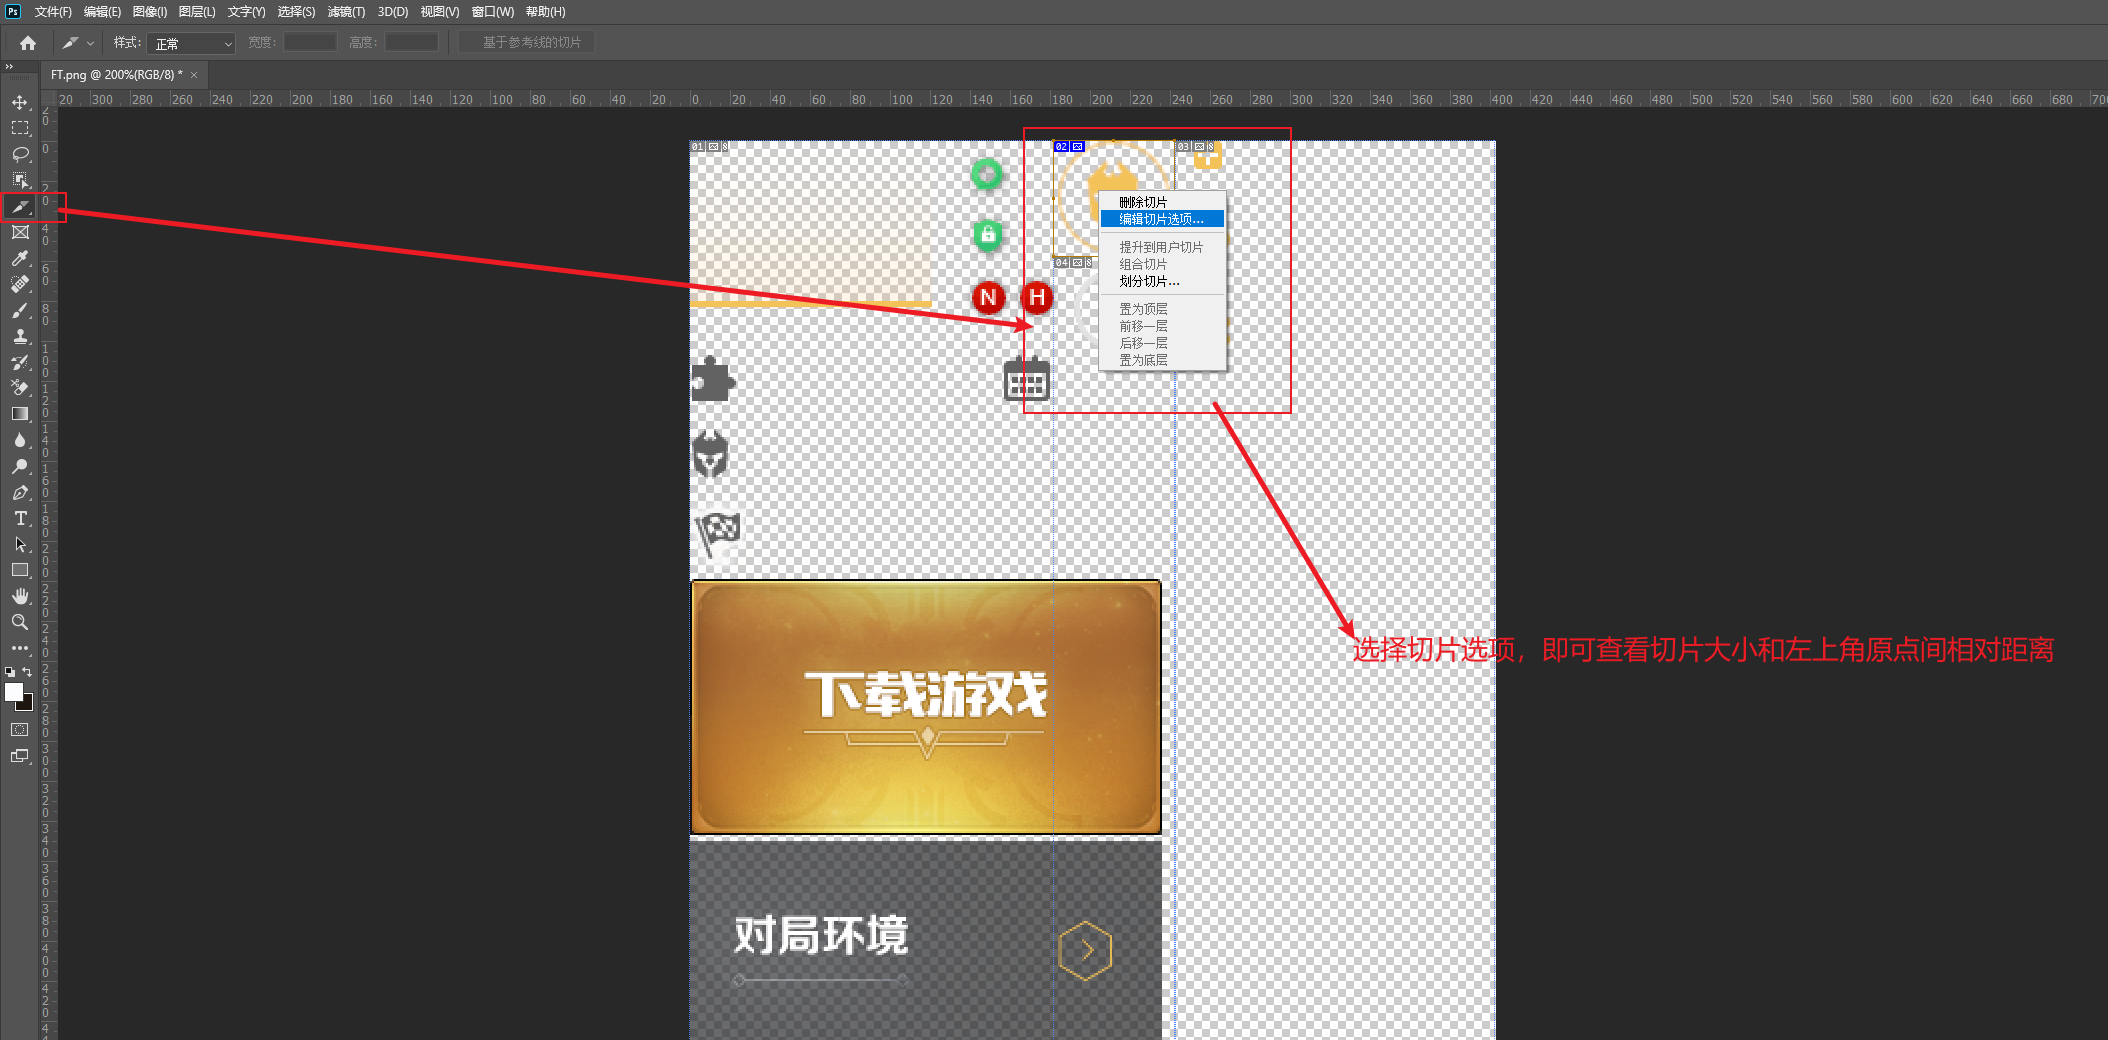 Ps 文件(F) 编辑(E) 图像(I) 图层(L) 文字(Y) 选择(S) 滤镜(T) 3D(D) 视图(V) 窗口(W) 帮助(H)
样式: 正常 宽度: 高度: 基于参考线的切片
FT.png @ 200%(RGB/8) * ×
20 300 280 260 240 220 200 180 160 140 120 100 80 60 40 20 0 20 40 60 80 100 120 140 160 180 200 220 240 260 280 300 320 340 360 380 400 420 440 460 480 500 520 540 560 580 600 620 640 660 680 700
01 02 03
删除切片
编辑切片选项...
提升到用户切片
04
组合切片
划分切片...
N H
置为顶层
前移一层
后移一层
置为底层
选择切片选项，即可查看切片大小和左上角原点间相对距离
下载游戏
对局环境